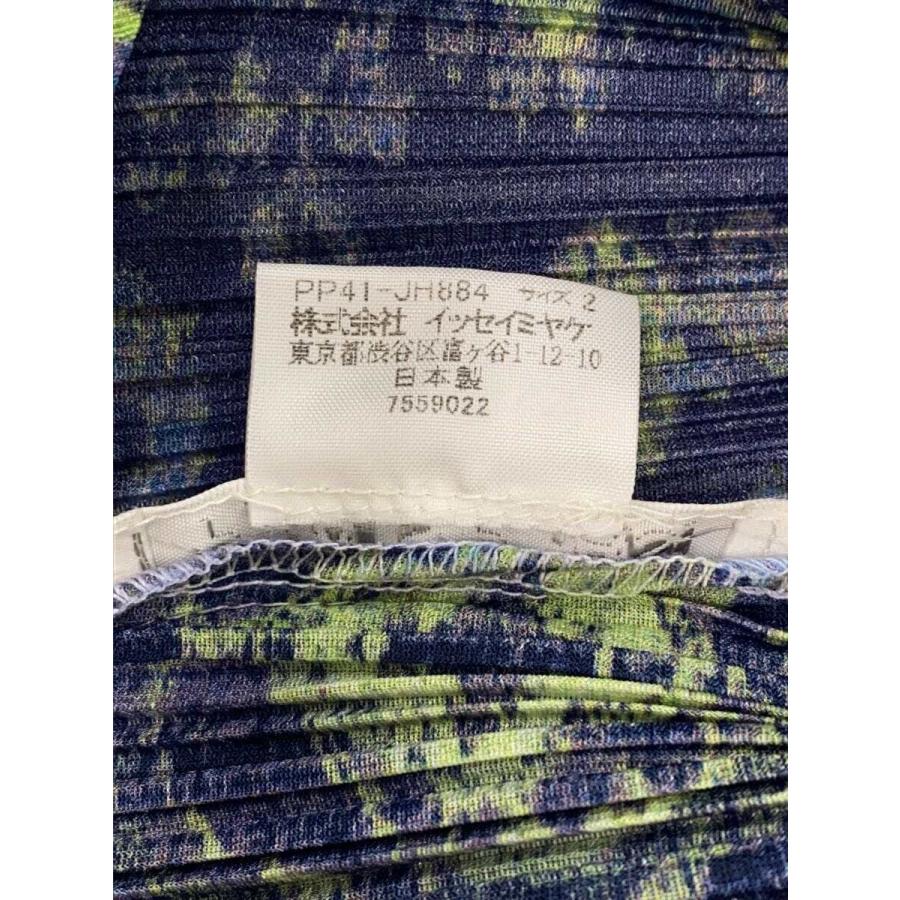 PP41-JH884 サイズ 2
株式会社 イッセイミヤケ
東京都渋谷区富ヶ谷1-12-10
日本製
7559022